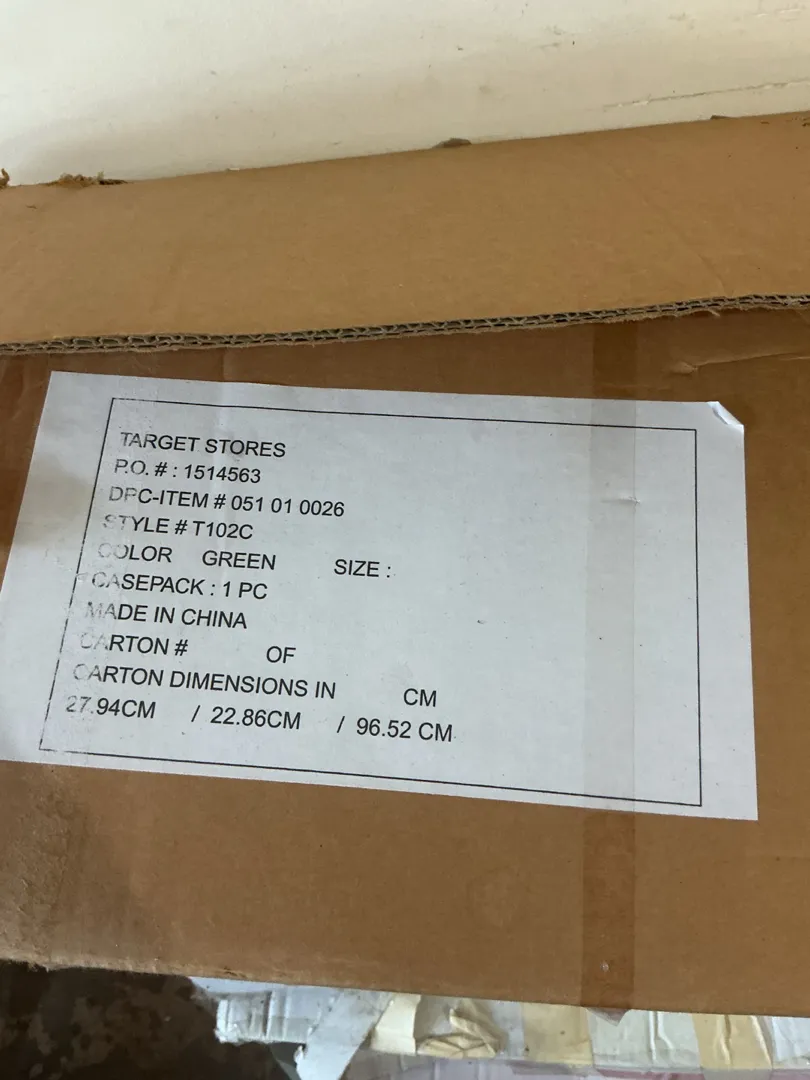 TARGET STORES
P.O. # : 1514563
DPC-ITEM # 051 01 0026
STYLE # T102C
COLOR GREEN SIZE :
CASEPACK : 1 PC
MADE IN CHINA
CARTON # OF
CARTON DIMENSIONS IN CM
27.94CM / 22.86CM / 96.52 CM